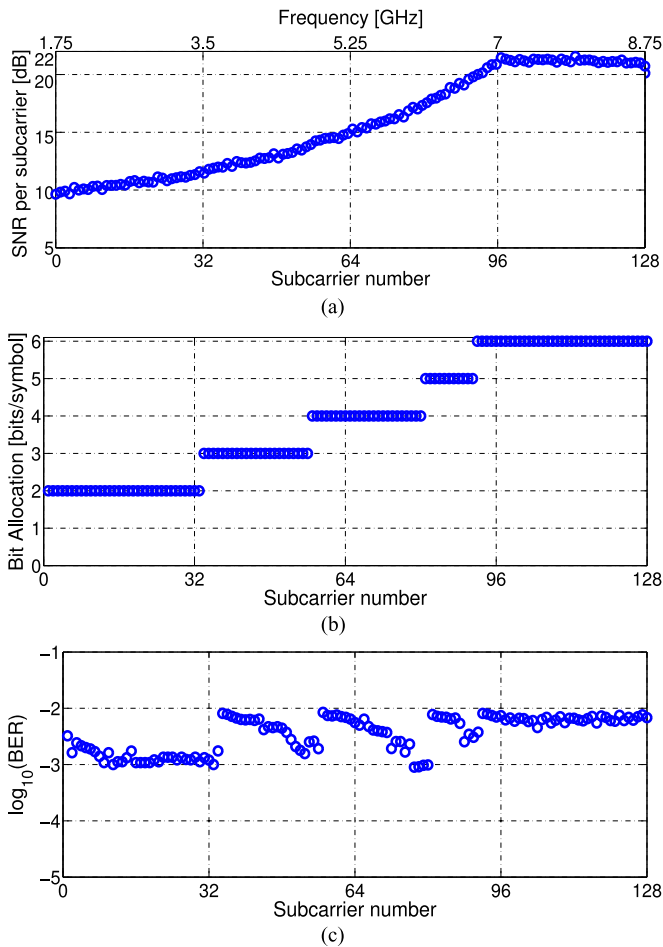 Frequency [GHz]
1.75 3.5 5.25 7 8.75
SNR per subcarrier [dB]
22
20
15
10
5
0 32 64 96 128
Subcarrier number
(a)
Bit Allocation [bits/symbol]
6
5
4
3
2
1
0
0 32 64 96 128
Subcarrier number
(b)
log10(BER)
−1
−2
−3
−4
−5
0 32 64 96 128
Subcarrier number
(c)